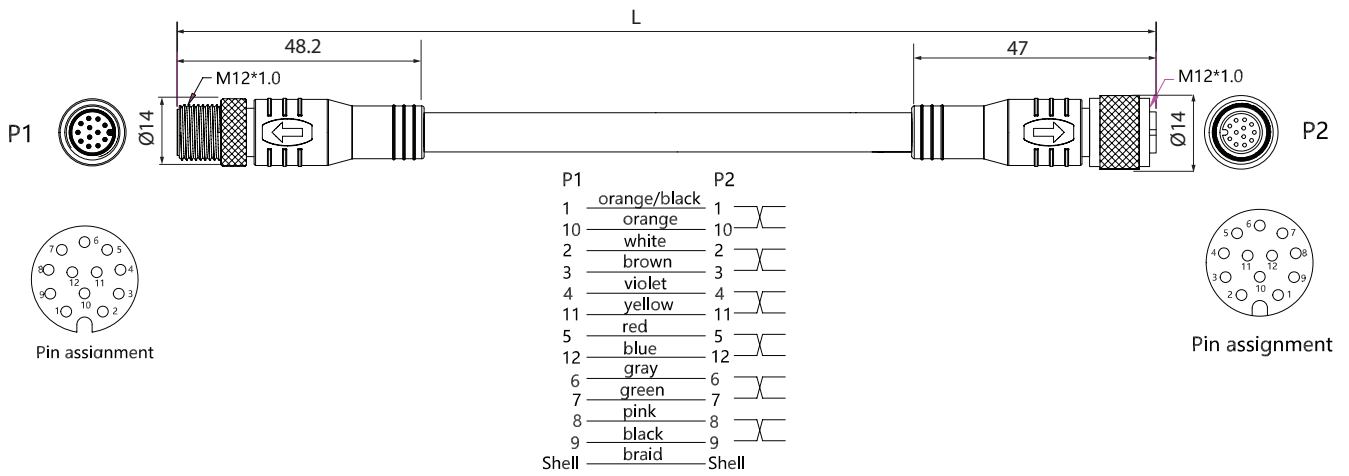 L
48.2
47
M12*1.0
M12*1.0
Ø14
Ø14
P1
P2
P1 P2
1 orange/black 1
10 orange 10
2 white 2
3 brown 3
4 violet 4
11 yellow 11
5 red 5
12 blue 12
6 gray 6
7 green 7
8 pink 8
9 black 9
Shell braid Shell
6
7 5
8 4
12 11
9 3
10
1 2
Pin assignment
6
5 7
4 8
11 12
3 9
10
2 1
Pin assignment